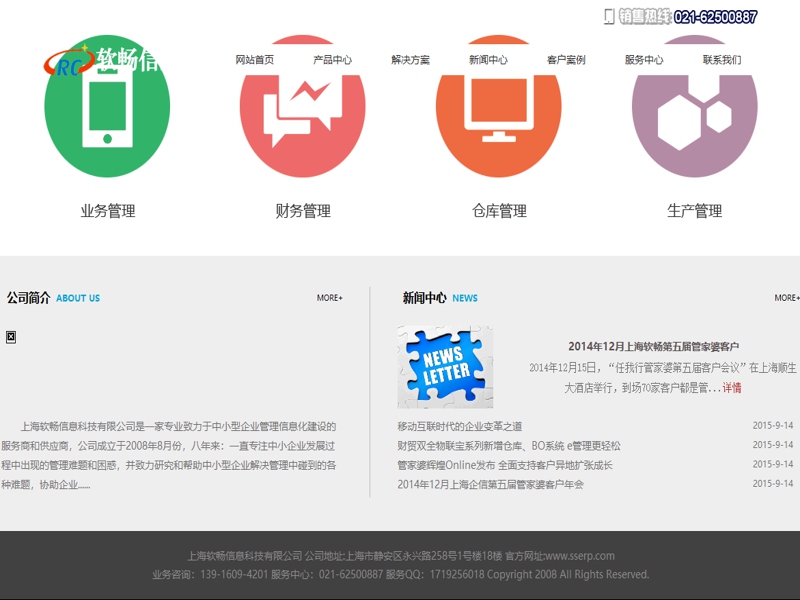 销售热线:021-62500887
RC 软畅信
网站首页 产品中心 解决方案 新闻中心 客户案例 服务中心 联系我们
业务管理 财务管理 仓库管理 生产管理
公司简介 ABOUT US MORE+
上海软畅信息科技有限公司是一家专业致力于中小型企业管理信息化建设的
服务商和供应商，公司成立于2008年8月份，八年来：一直专注中小企业发展过
程中出现的管理难题和困惑，并致力研究和帮助中小型企业解决管理中碰到的各
种难题，协助企业......
新闻中心 NEWS MORE+
NEWS
LETTER
2014年12月上海软畅第五届管家婆客户
2014年12月15日，“任我行管家婆第五届客户会议”在上海顺生
大酒店举行，到场70家客户都是管...详情
移动互联时代的企业变革之道 2015-9-14
财贸双全物联宝系列新增仓库、BO系统 e管理更轻松 2015-9-14
管家婆辉煌Online发布 全面支持客户异地扩张成长 2015-9-14
2014年12月上海企信第五届管家婆客户年会 2015-9-14
上海软畅信息科技有限公司 公司地址:上海市静安区永兴路258号1号楼18楼 官方网址:www.sserp.com
业务咨询：139-1609-4201 服务中心：021-62500887 服务QQ：1719256018 Copyright 2008 All Rights Reserved.